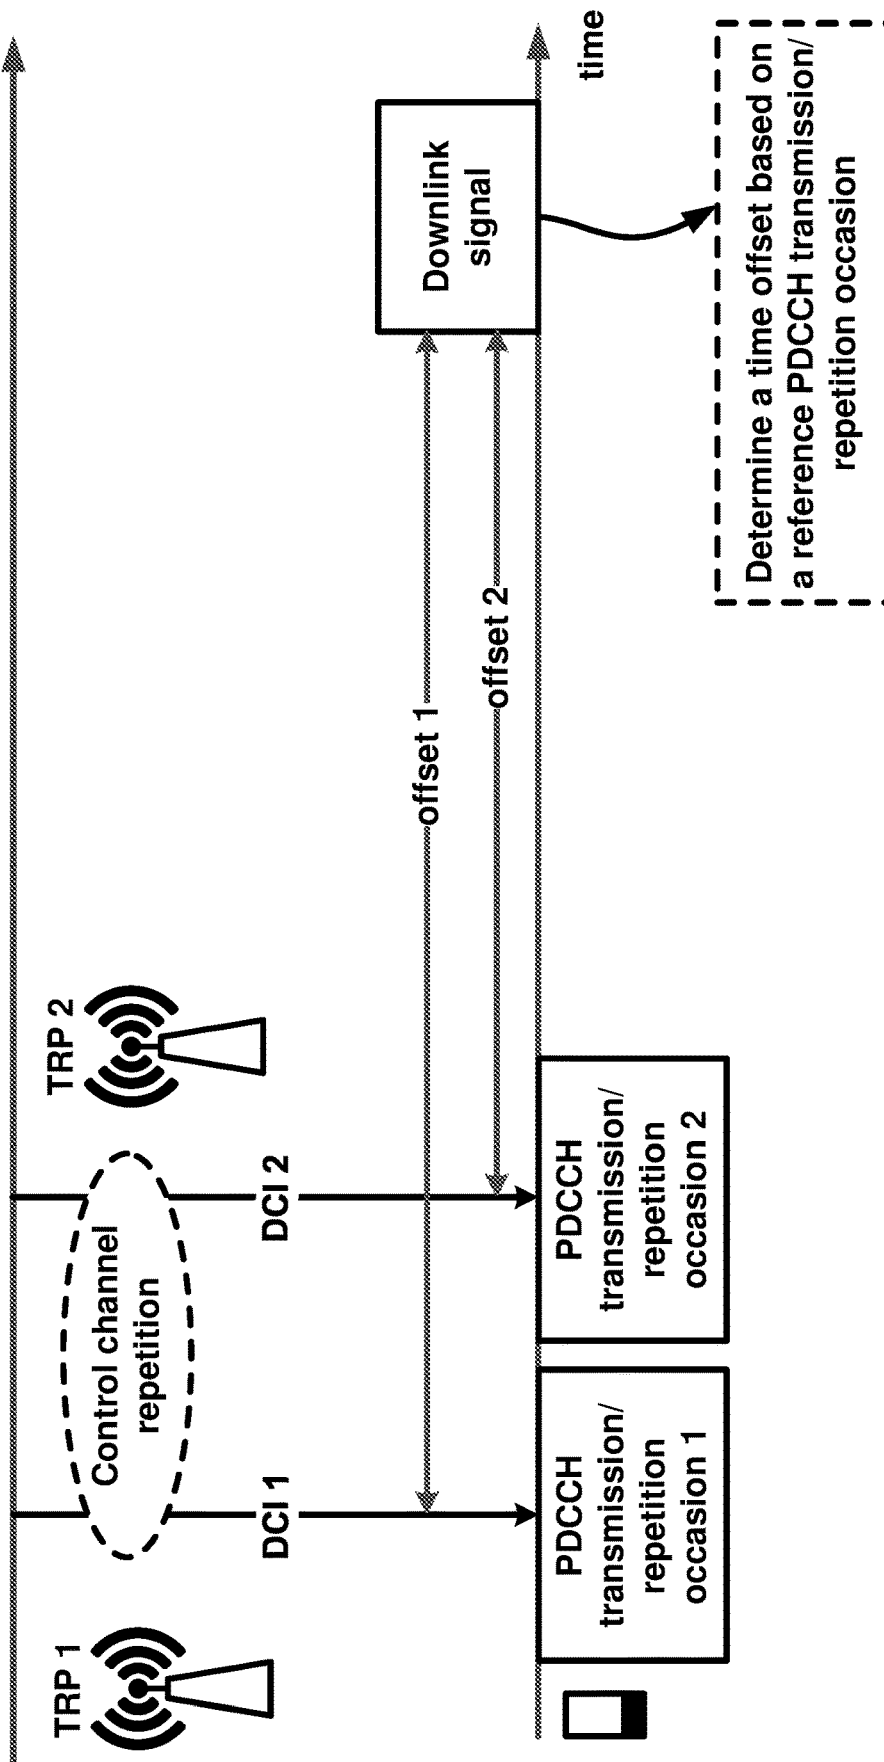 TRP 1
TRP 2
Control channel
repetition
DCI 1
DCI 2
offset 1
offset 2
Downlink
signal
PDCCH
transmission/
repetition
occasion 1
PDCCH
transmission/
repetition
occasion 2
time
Determine a time offset based on
a reference PDCCH transmission/
repetition occasion